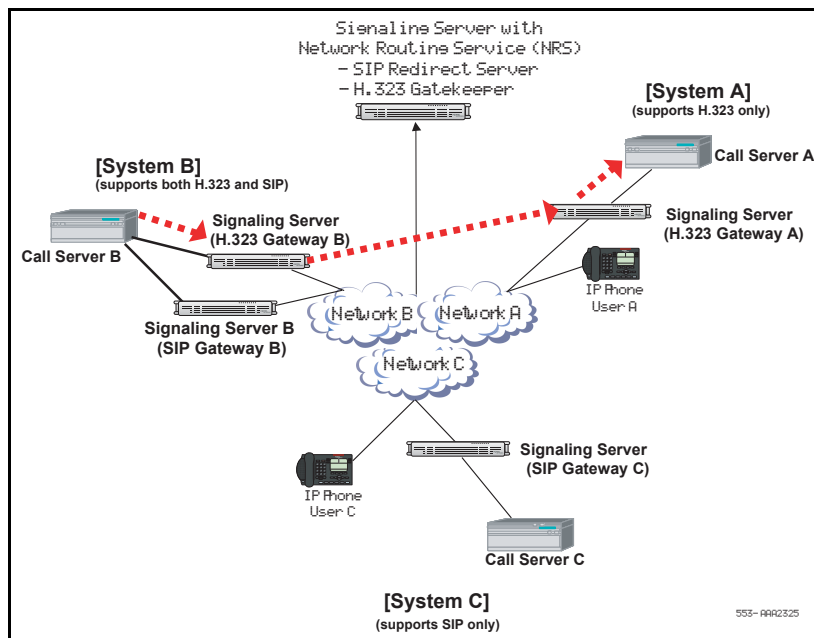 Signaling Server with
Network Routing Service (NRS)
– SIP Redirect Server
– H.323 Gatekeeper
[System A]
(supports H.323 only)
Call Server A
[System B]
(supports both H.323 and SIP)
Signaling Server
(H.323 Gateway B)
Signaling Server
(H.323 Gateway A)
Call Server B
IP Phone
User A
Signaling Server B
(SIP Gateway B)
Network B
Network A
Network C
Signaling Server
(SIP Gateway C)
IP Phone
User C
Call Server C
[System C]
(supports SIP only)
553-AAA2325